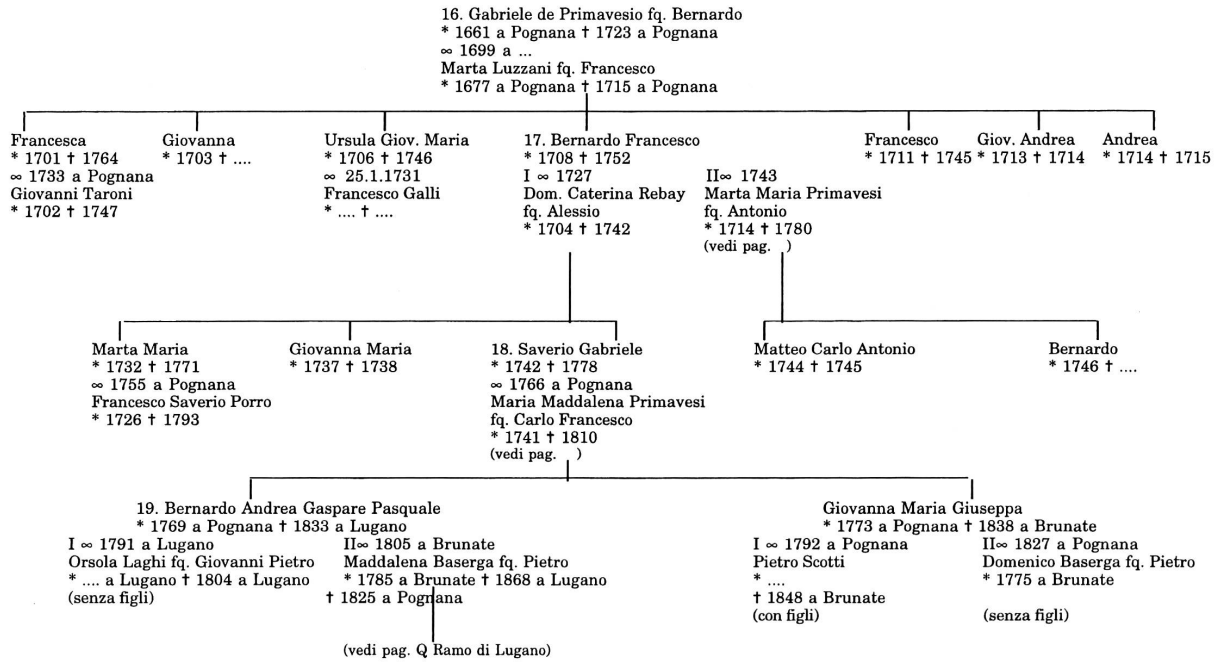 16. Gabriele de Primavesio fq. Bernardo
* 1661 a Pognana † 1723 a Pognana
∞ 1699 a ...
Marta Luzzani fq. Francesco
* 1677 a Pognana † 1715 a Pognana
Francesca
* 1701 † 1764
∞ 1733 a Pognana
Giovanni Taroni
* 1702 † 1747
Giovanna
* 1703 † ....
Ursula Giov. Maria
* 1706 † 1746
∞ 25.1.1731
Francesco Galli
* .... † ....
17. Bernardo Francesco
* 1708 † 1752
I ∞ 1727
Dom. Caterina Rebay
fq. Alessio
* 1704 † 1742
II∞ 1743
Marta Maria Primavesi
fq. Antonio
* 1714 † 1780
(vedi pag. )
Francesco
* 1711 † 1745
Giov. Andrea
* 1713 † 1714
Andrea
* 1714 † 1715
Marta Maria
* 1732 † 1771
∞ 1755 a Pognana
Francesco Saverio Porro
* 1726 † 1793
Giovanna Maria
* 1737 † 1738
18. Saverio Gabriele
* 1742 † 1778
∞ 1766 a Pognana
Maria Maddalena Primavesi
fq. Carlo Francesco
* 1741 † 1810
(vedi pag. )
Matteo Carlo Antonio
* 1744 † 1745
Bernardo
* 1746 † ....
19. Bernardo Andrea Gaspare Pasquale
* 1769 a Pognana † 1833 a Lugano
I ∞ 1791 a Lugano
Orsola Laghi fq. Giovanni Pietro
* .... a Lugano † 1804 a Lugano
(senza figli)
II∞ 1805 a Brunate
Maddalena Baserga fq. Pietro
* 1785 a Brunate † 1868 a Lugano
† 1825 a Pognana
(vedi pag. Q Ramo di Lugano)
Giovanna Maria Giuseppa
* 1773 a Pognana † 1838 a Brunate
I ∞ 1792 a Pognana
Pietro Scotti
* ....
† 1848 a Brunate
(con figli)
II∞ 1827 a Pognana
Domenico Baserga fq. Pietro
* 1775 a Brunate
(senza figli)